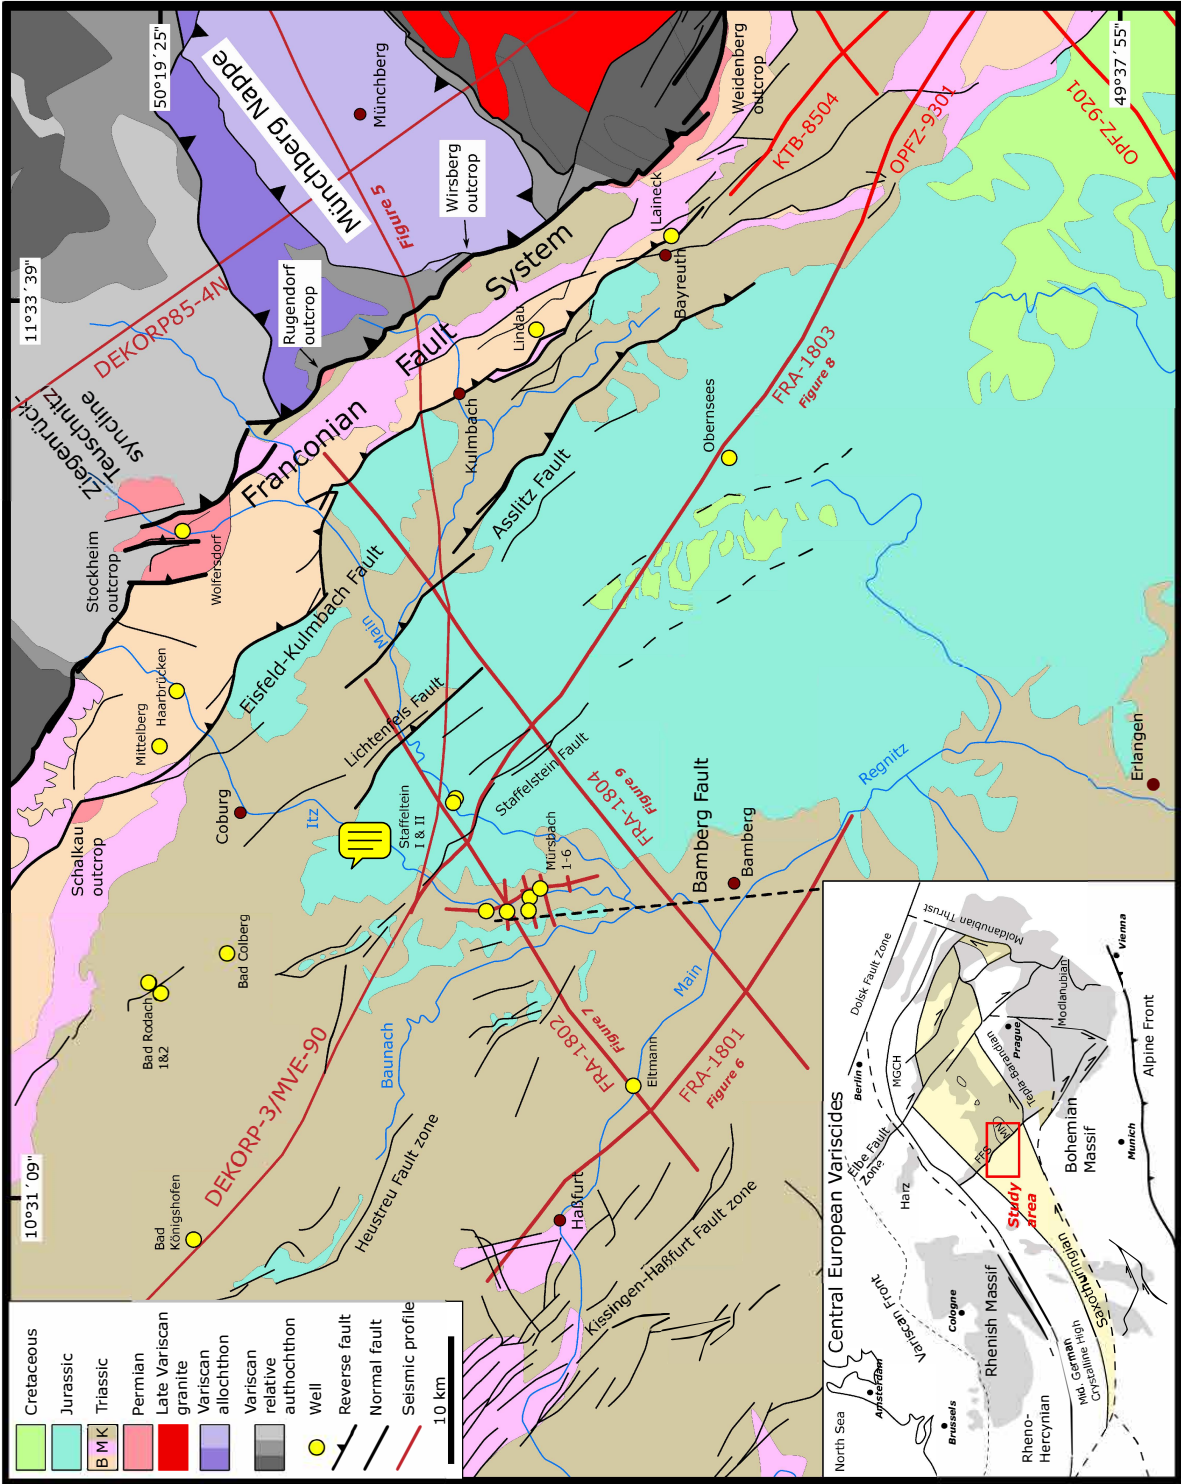 50°19´25"
49°37´55"
11°33´39"
10°31´09"
Münchberg Nappe
Münchberg
Figure 5
Wirsberg
outcrop
Weidenberg
outcrop
KTB-8504
OPFZ-9301
OPFZ-9201
DEKORP85-4N
Rugendorf
outcrop
Franconian Fault System
Laineck
Bayreuth
Lindau
Kulmbach
Ziegenrück-
Teuschnitz
syncline
Stockheim
outcrop
Wolfersdorf
Asslitz Fault
Obernsees
FRA-1803
Figure 8
Eisfeld-Kulmbach Fault
Main
Haarbrücken
Mittelberg
Lichtenfels Fault
Staffelstein Fault
Schalkau
outcrop
Coburg
Itz
Staffeltein
I & II
Mürsbach
1-6
FRA-1804
Figure 9
Bamberg Fault
Bamberg
Regnitz
Erlangen
Bad Colberg
Bad Rodach
1&2
Baunach
Main
FRA-1802
Figure 7
Eltmann
FRA-1801
Figure 6
DEKORP-3/MVE-90
Bad
Königshofen
Heustreu Fault zone
Haßfurt
Kissingen-Haßfurt Fault zone
Cretaceous
Jurassic
B M K
Triassic
Permian
Late Variscan
granite
Variscan
allochthon
Variscan
relative
authochthon
Well
Reverse fault
Normal fault
Seismic profile
10 km
Central European Variscides
North Sea
Amsterdam
Brussels
Variscan Front
Rheno-
Hercynian
Rhenish Massif
Cologne
Mid. German
Crystalline High
Saxothuringian
Harz
Elbe Fault
Zone
Berlin
MGCH
Dolsk Fault Zone
Moldanubian Thrust
FFS
MN
Study
area
Tepla-Barandian
Prague
Modlanubian
Bohemian
Massif
Munich
Vienna
Alpine Front